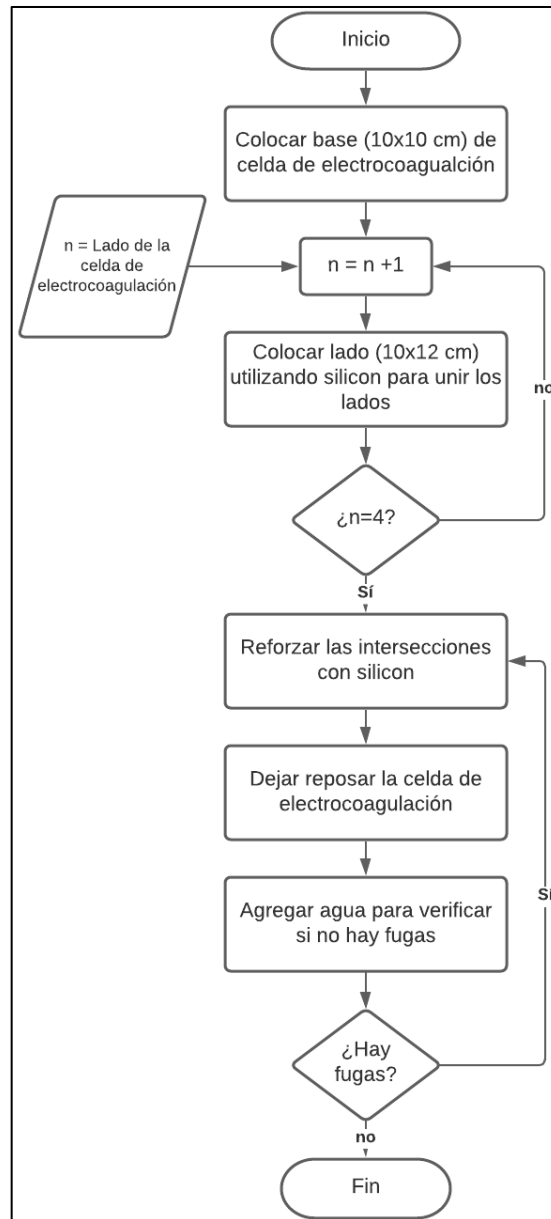 Inicio
Colocar base (10x10 cm) de
celda de electrocoagualción
n = Lado de la
celda de
electrocoagulación
n = n +1
Colocar lado (10x12 cm)
utilizando silicon para unir los
lados
no
¿n=4?
Sí
Reforzar las intersecciones
con silicon
Dejar reposar la celda de
electrocoagulación
Agregar agua para verificar
si no hay fugas
Sí
¿Hay
fugas?
no
Fin